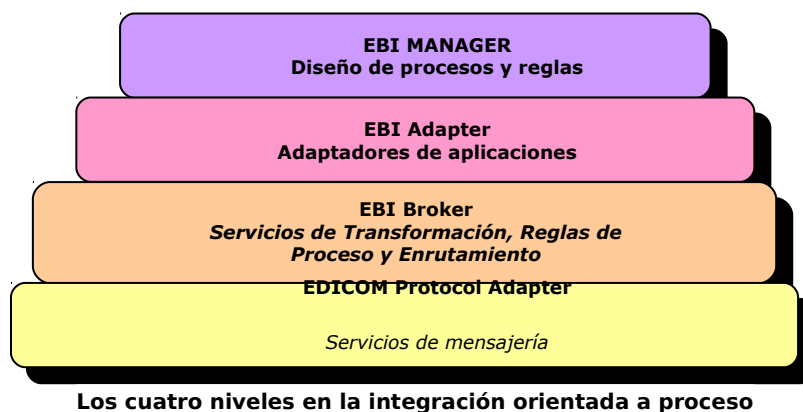 EBI MANAGER
Diseño de procesos y reglas
EBI Adapter
Adaptadores de aplicaciones
EBI Broker
Servicios de Transformación, Reglas de
Proceso y Enrutamiento
EDICOM Protocol Adapter
Servicios de mensajería
Los cuatro niveles en la integración orientada a proceso